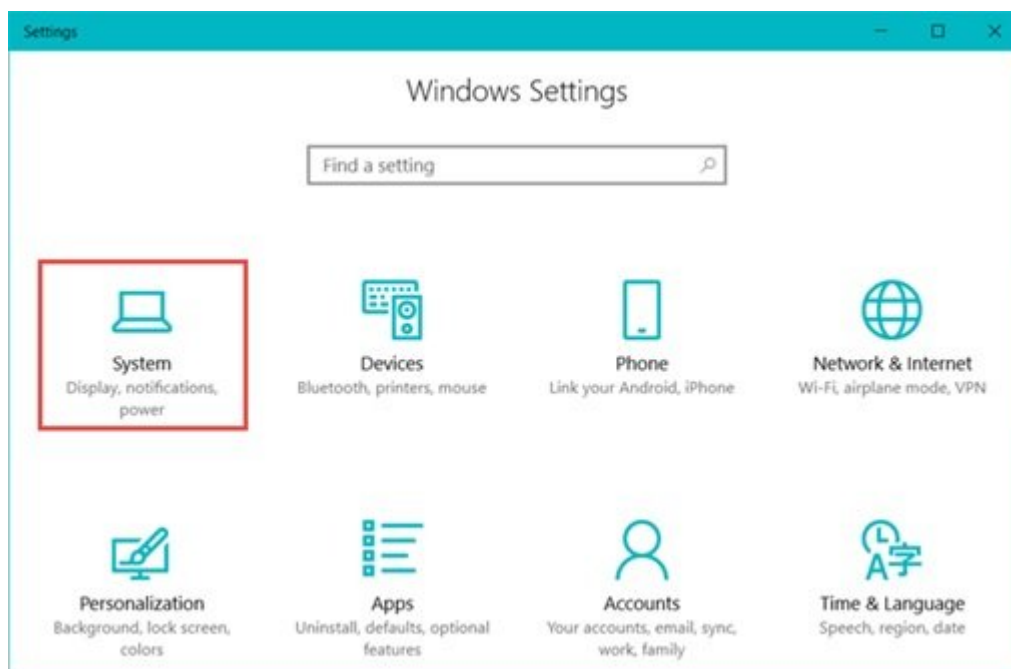 Settings
Windows Settings
Find a setting
System
Display, notifications,
power
Devices
Bluetooth, printers, mouse
Phone
Link your Android, iPhone
Network & Internet
Wi-Fi, airplane mode, VPN
Personalization
Background, lock screen,
colors
Apps
Uninstall, defaults, optional
features
Accounts
Your accounts, email, sync,
work, family
Time & Language
Speech, region, date